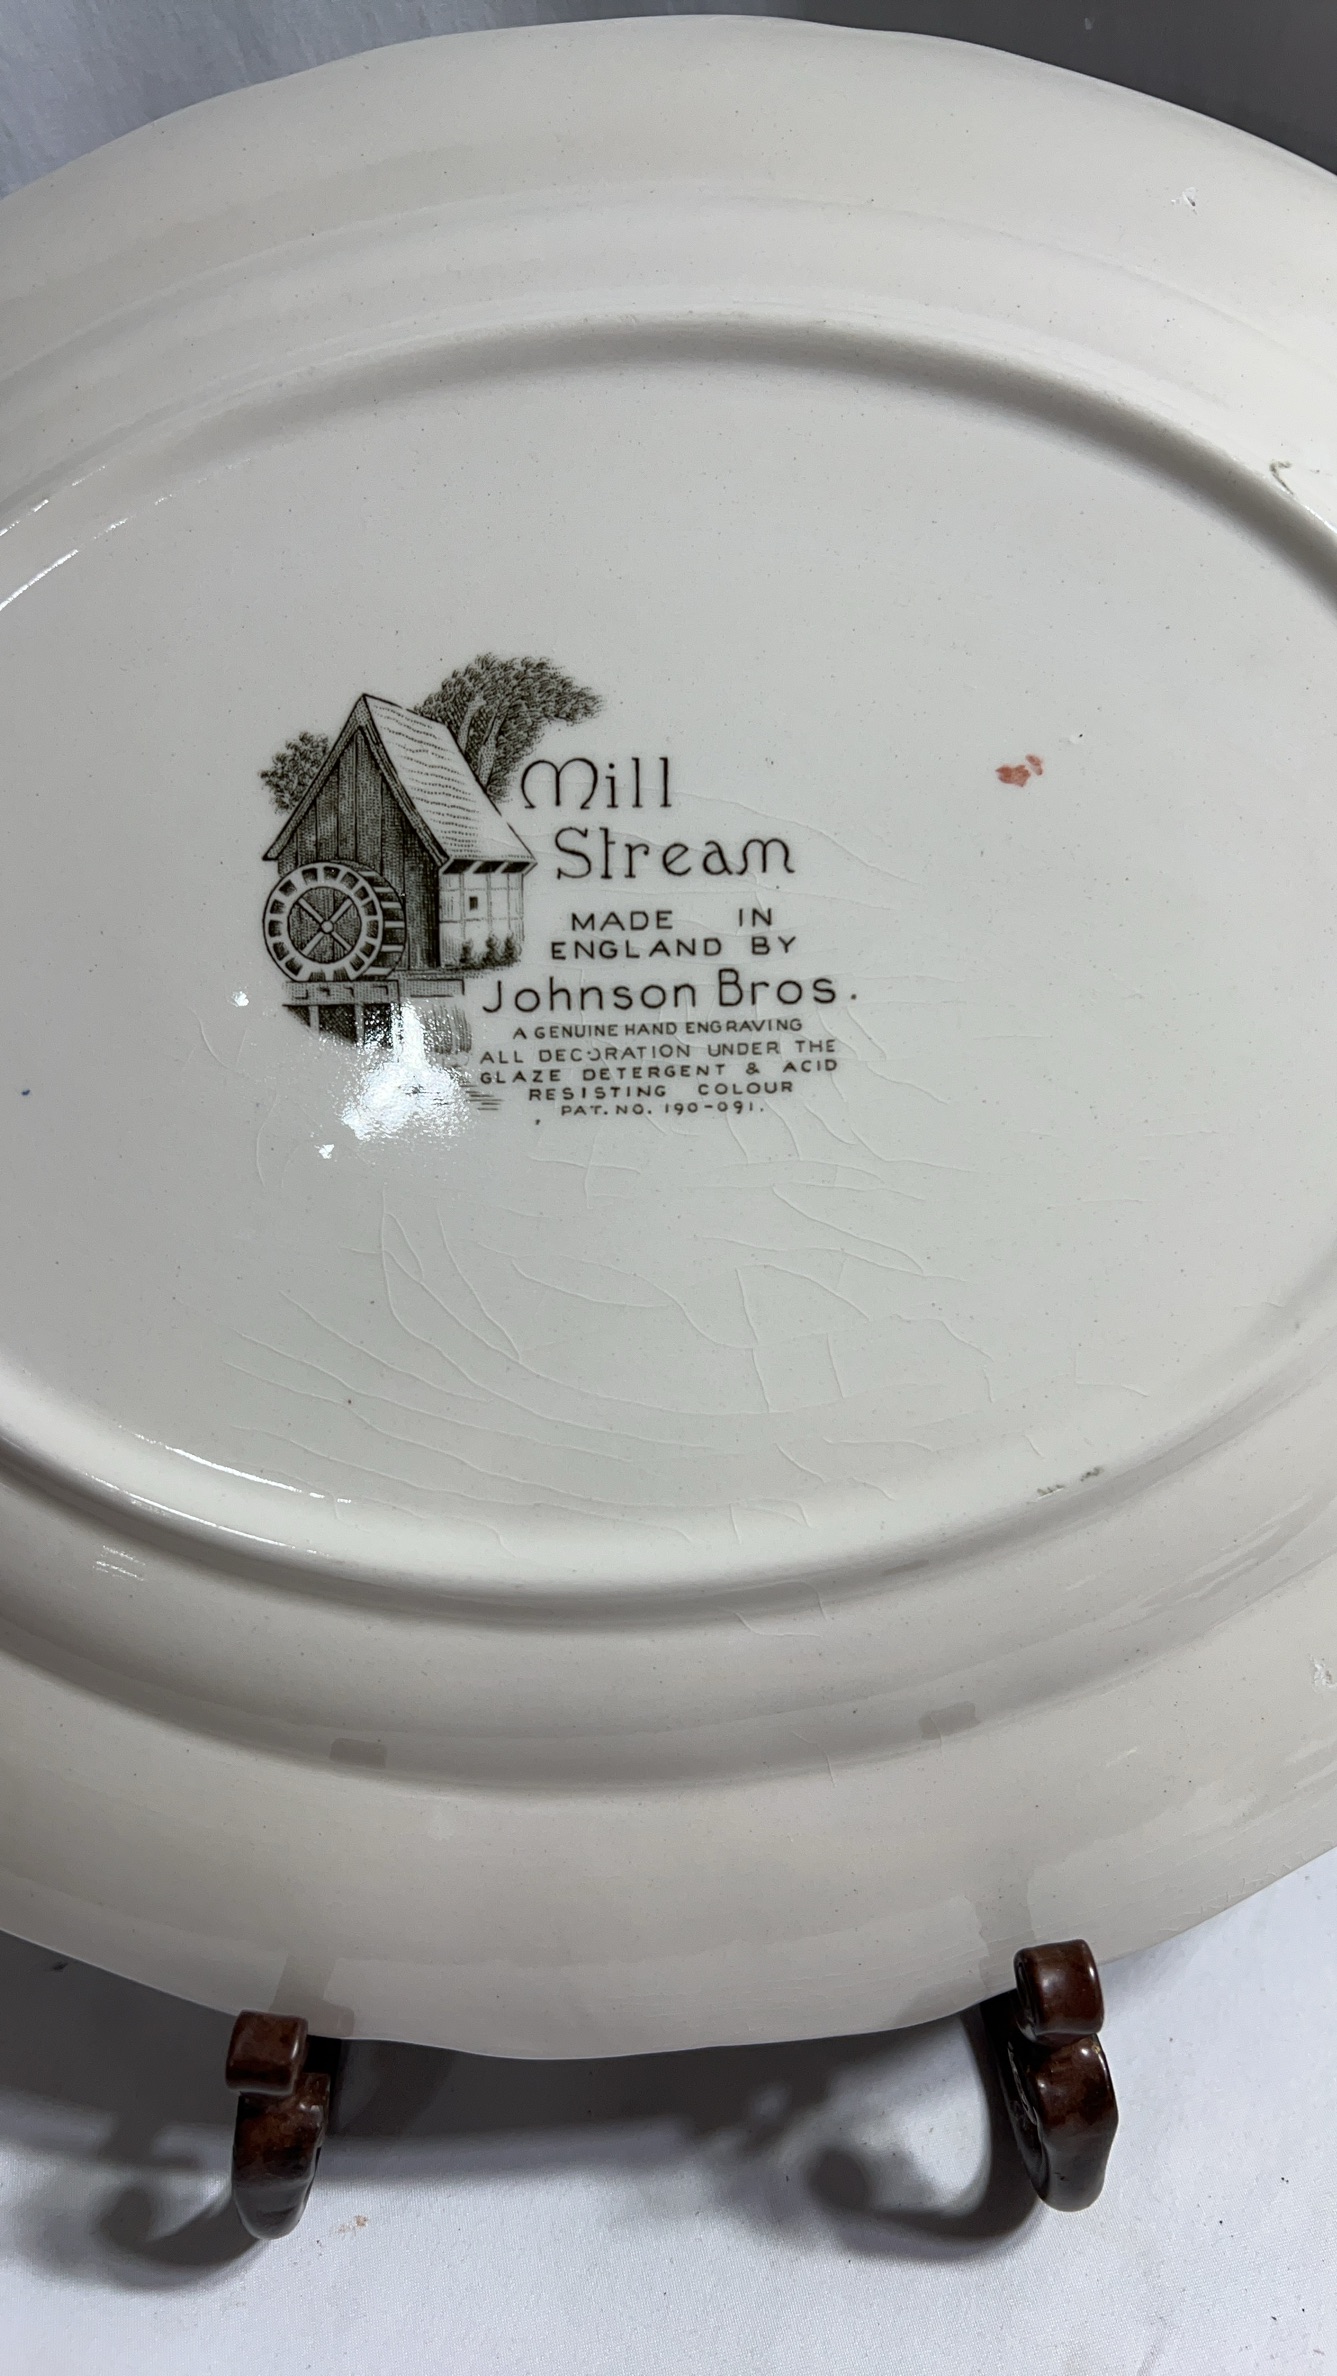 Mill
Stream
MADE IN
ENGLAND BY
Johnson Bros.
A GENUINE HAND ENGRAVING
ALL DECORATION UNDER THE
GLAZE DETERGENT & ACID
RESISTING COLOUR
PAT. NO. 190-091.